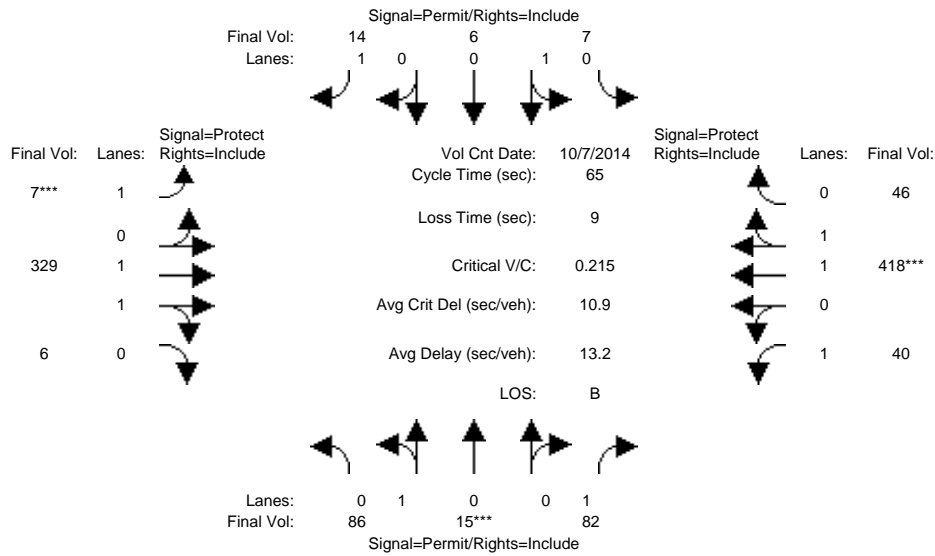 Signal=Permit/Rights=Include
Final Vol: 14 6 7
Lanes: 1 0 0 1 0
Signal=Protect
Final Vol: Lanes: Rights=Include
Vol Cnt Date: 10/7/2014
Signal=Protect
Rights=Include Lanes: Final Vol:
Cycle Time (sec): 65
7*** 1
0 46
Loss Time (sec): 9
0
1
329 1
Critical V/C: 0.215
1 418***
1
Avg Crit Del (sec/veh): 10.9
0
6 0
Avg Delay (sec/veh): 13.2
1 40
LOS: B
Lanes: 0 1 0 0 1
Final Vol: 86 15*** 82
Signal=Permit/Rights=Include